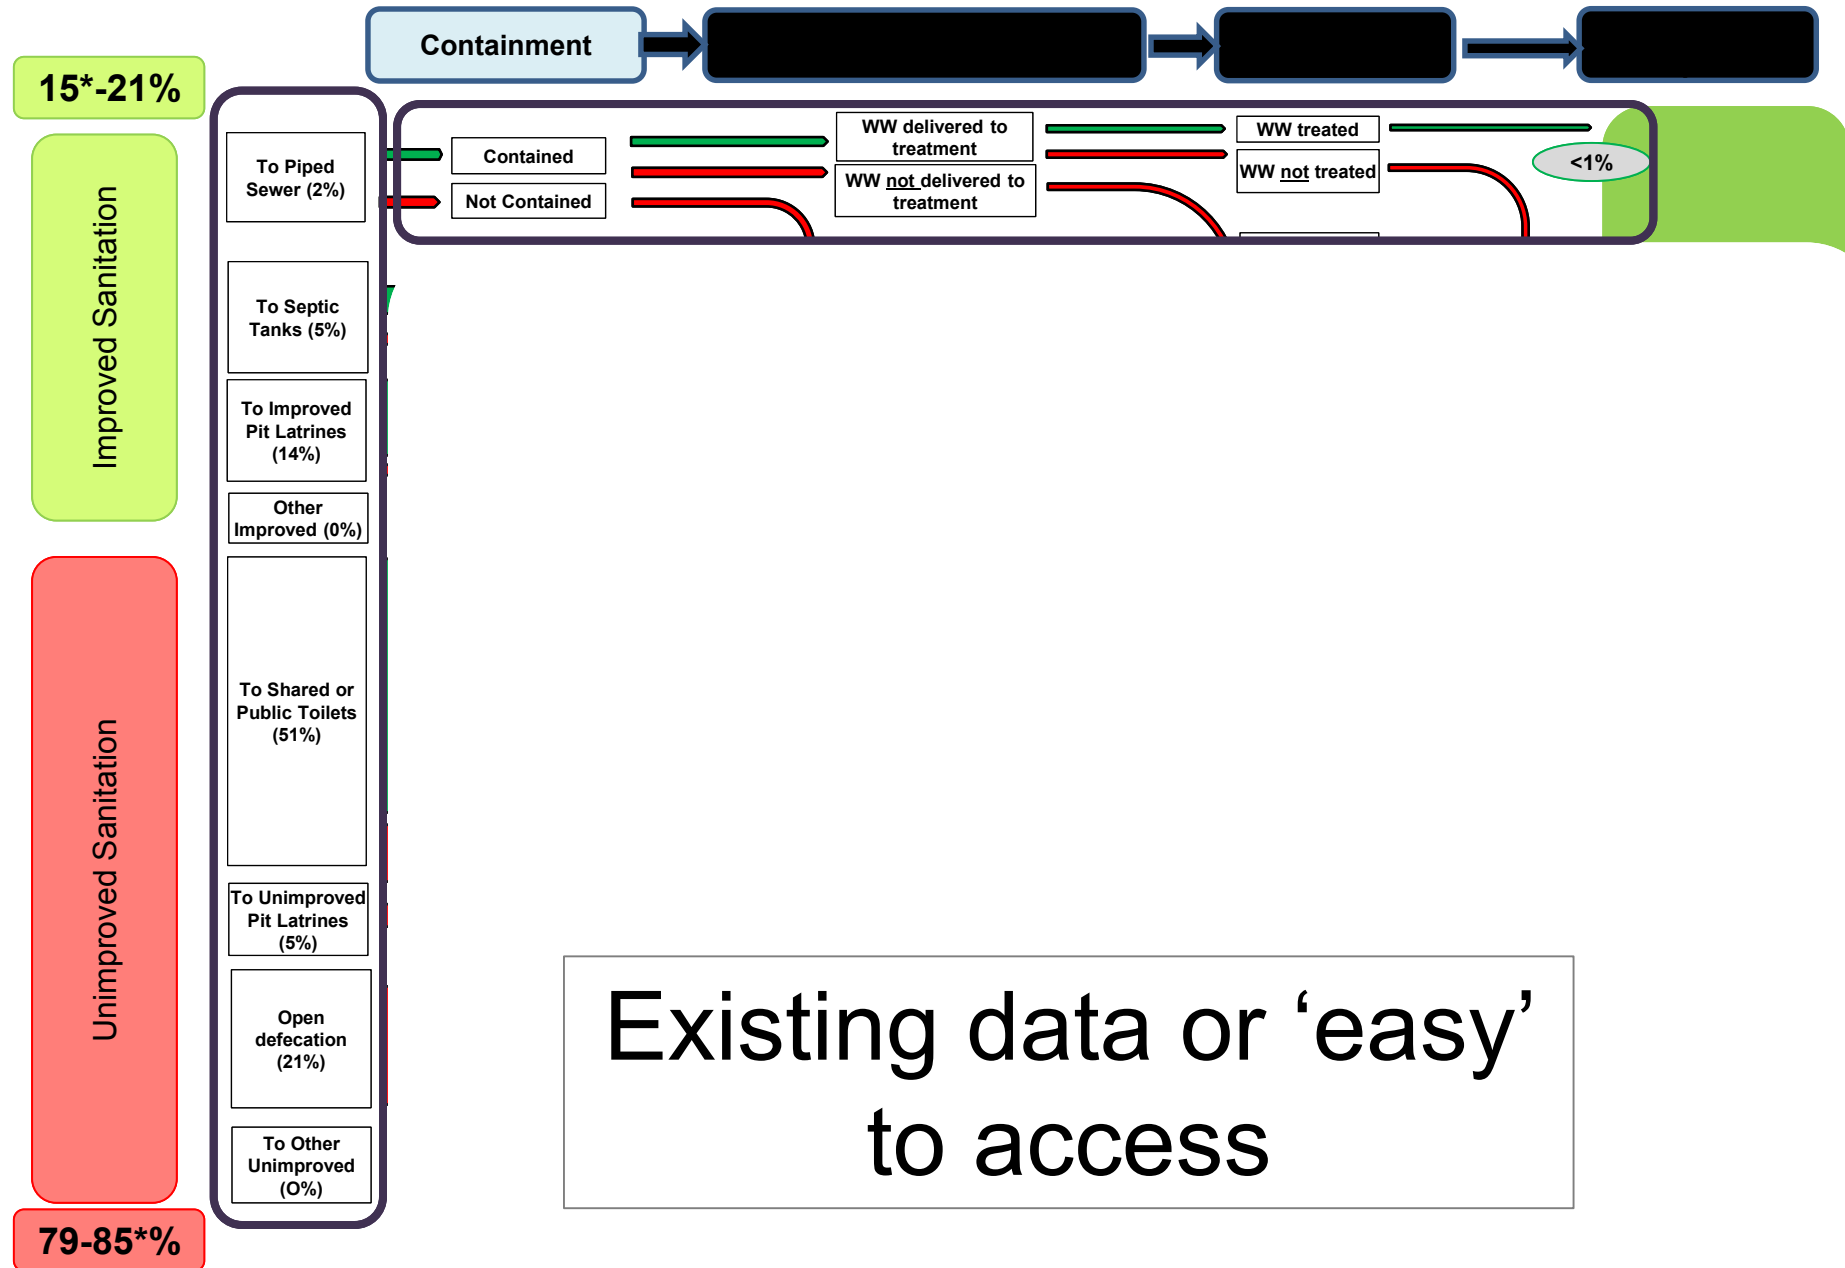 Containment
15*-21%
Improved Sanitation
To Piped
Sewer (2%)
Contained
Not Contained
WW delivered to
treatment
WW not delivered to
treatment
WW treated
WW not treated
<1%
To Septic
Tanks (5%)
To Improved
Pit Latrines
(14%)
Other
Improved (0%)
Unimproved Sanitation
To Shared or
Public Toilets
(51%)
To Unimproved
Pit Latrines
(5%)
Open
defecation
(21%)
To Other
Unimproved
(O%)
79-85*%
Existing data or ‘easy’
to access